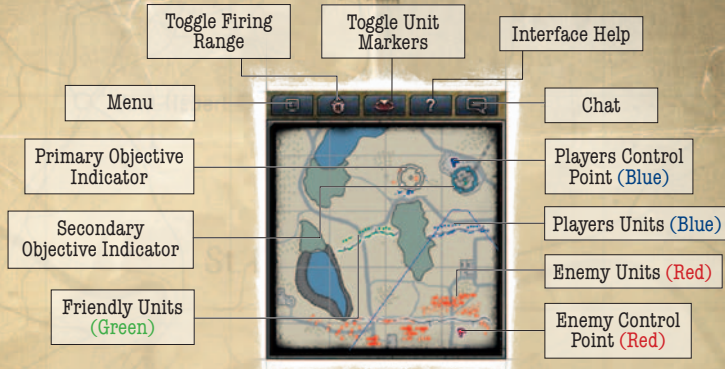 Toggle Firing
Range
Toggle Unit
Markers
Interface Help
Menu
?
Chat
Primary Objective
Indicator
Players Control
Point (Blue)
Secondary
Objective Indicator
Players Units (Blue)
Enemy Units (Red)
Friendly Units
(Green)
Enemy Control
Point (Red)